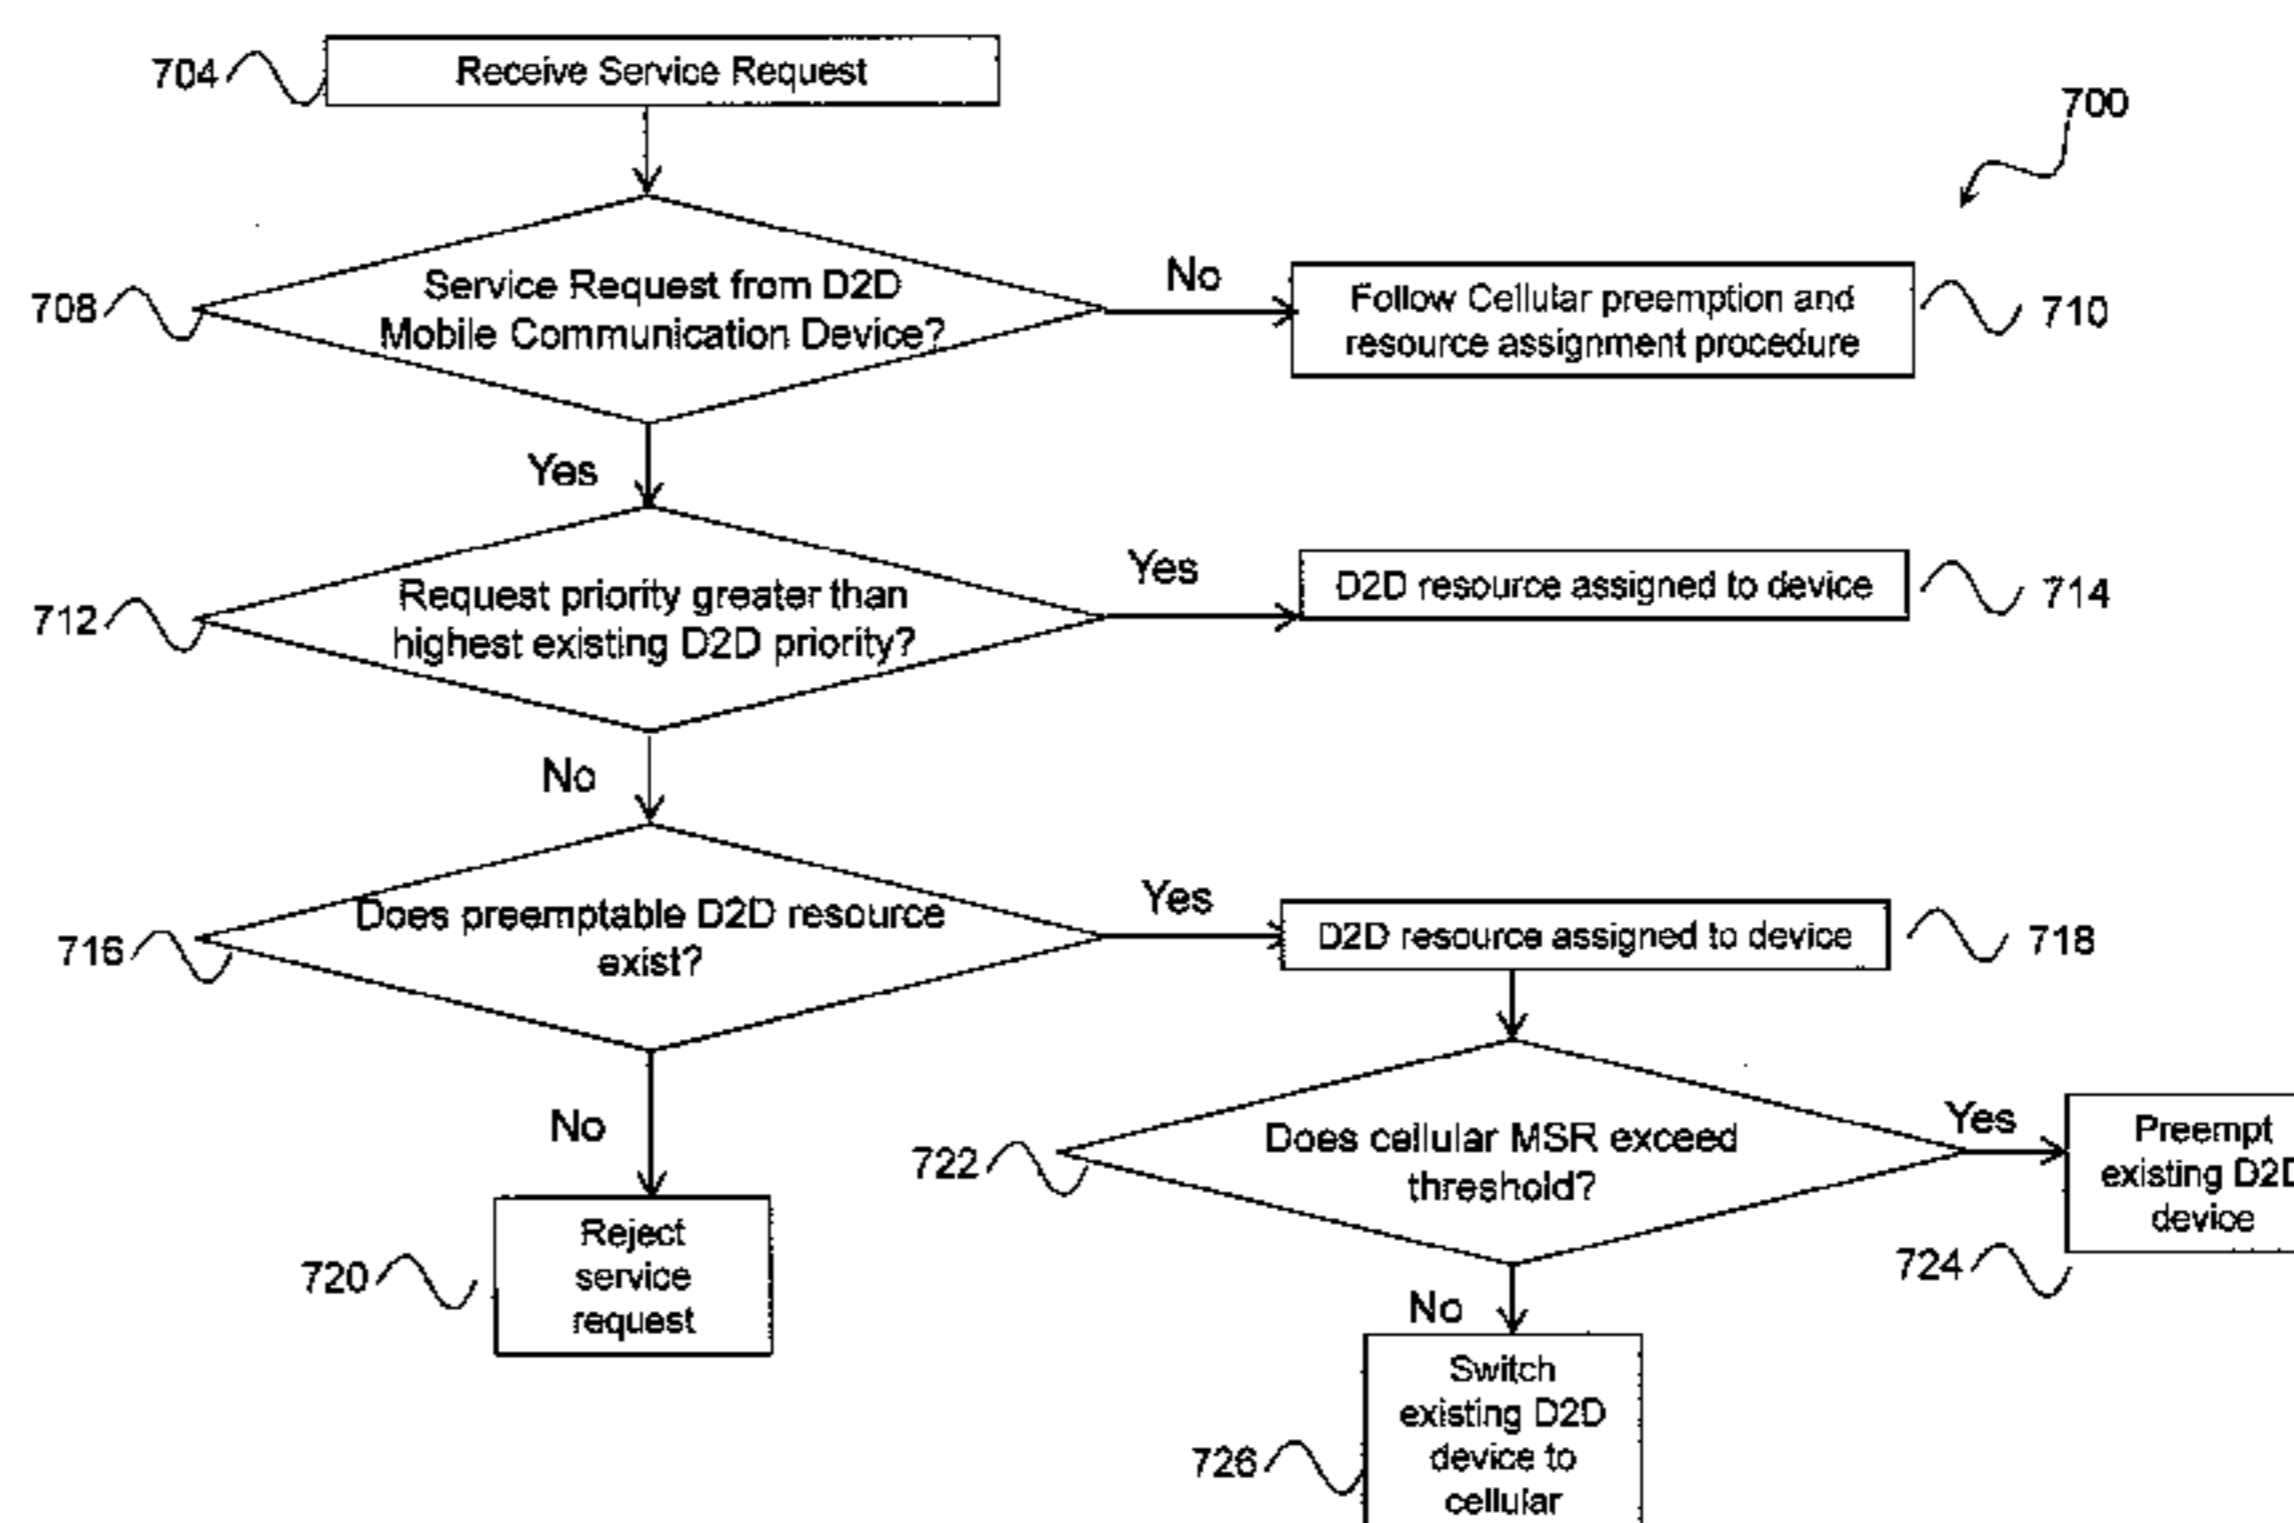 704
Receive Service Request
700
708
Service Request from D2D
Mobile Communication Device?
No
Follow Cellular preemption and
resource assignment procedure
710
Yes
712
Request priority greater than
highest existing D2D priority?
Yes
D2D resource assigned to device
714
No
716
Does preemptable D2D resource
exist?
Yes
D2D resource assigned to device
718
No
720
Reject
service
request
722
Does cellular MSR exceed
threshold?
Yes
Preempt
existing D2D
device
724
No
726
Switch
existing D2D
device to
cellular